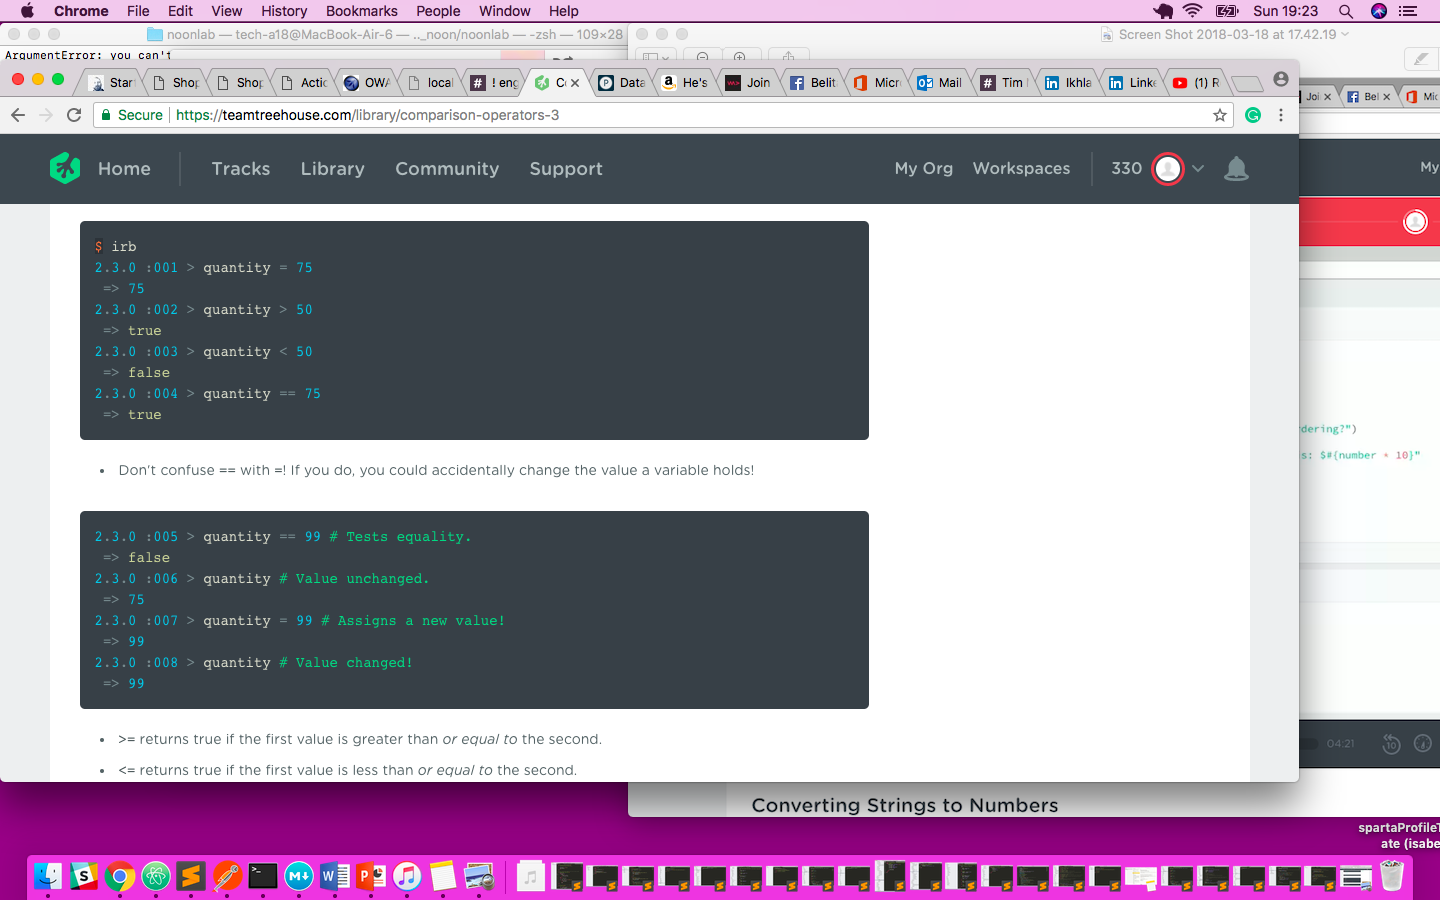 Chrome File Edit View History Bookmarks People Window Help Sun 19:23
noonlab — tech-a18@MacBook-Air-6 — .._noon/noonlab — -zsh — 109×28
Screen Shot 2018-03-18 at 17.42.19
ArgumentError: you can't
Star Shop Shop Actic OWA local ! eng Co Data He's Join Belit Micr Mail Tim Ikhla Linke (1) R
Joi Bel Mic
Secure https://teamtreehouse.com/library/comparison-operators-3
Home Tracks Library Community Support My Org Workspaces 330
My
$ irb
2.3.0 :001 > quantity = 75
=> 75
2.3.0 :002 > quantity > 50
=> true
2.3.0 :003 > quantity < 50
=> false
2.3.0 :004 > quantity == 75
=> true
dering?")
s: $#{number * 10}"
• Don't confuse == with =! If you do, you could accidentally change the value a variable holds!
2.3.0 :005 > quantity == 99 # Tests equality.
=> false
2.3.0 :006 > quantity # Value unchanged.
=> 75
2.3.0 :007 > quantity = 99 # Assigns a new value!
=> 99
2.3.0 :008 > quantity # Value changed!
=> 99
• >= returns true if the first value is greater than or equal to the second.
04:21 10
• <= returns true if the first value is less than or equal to the second.
Converting Strings to Numbers
spartaProfileT
ate (isabe